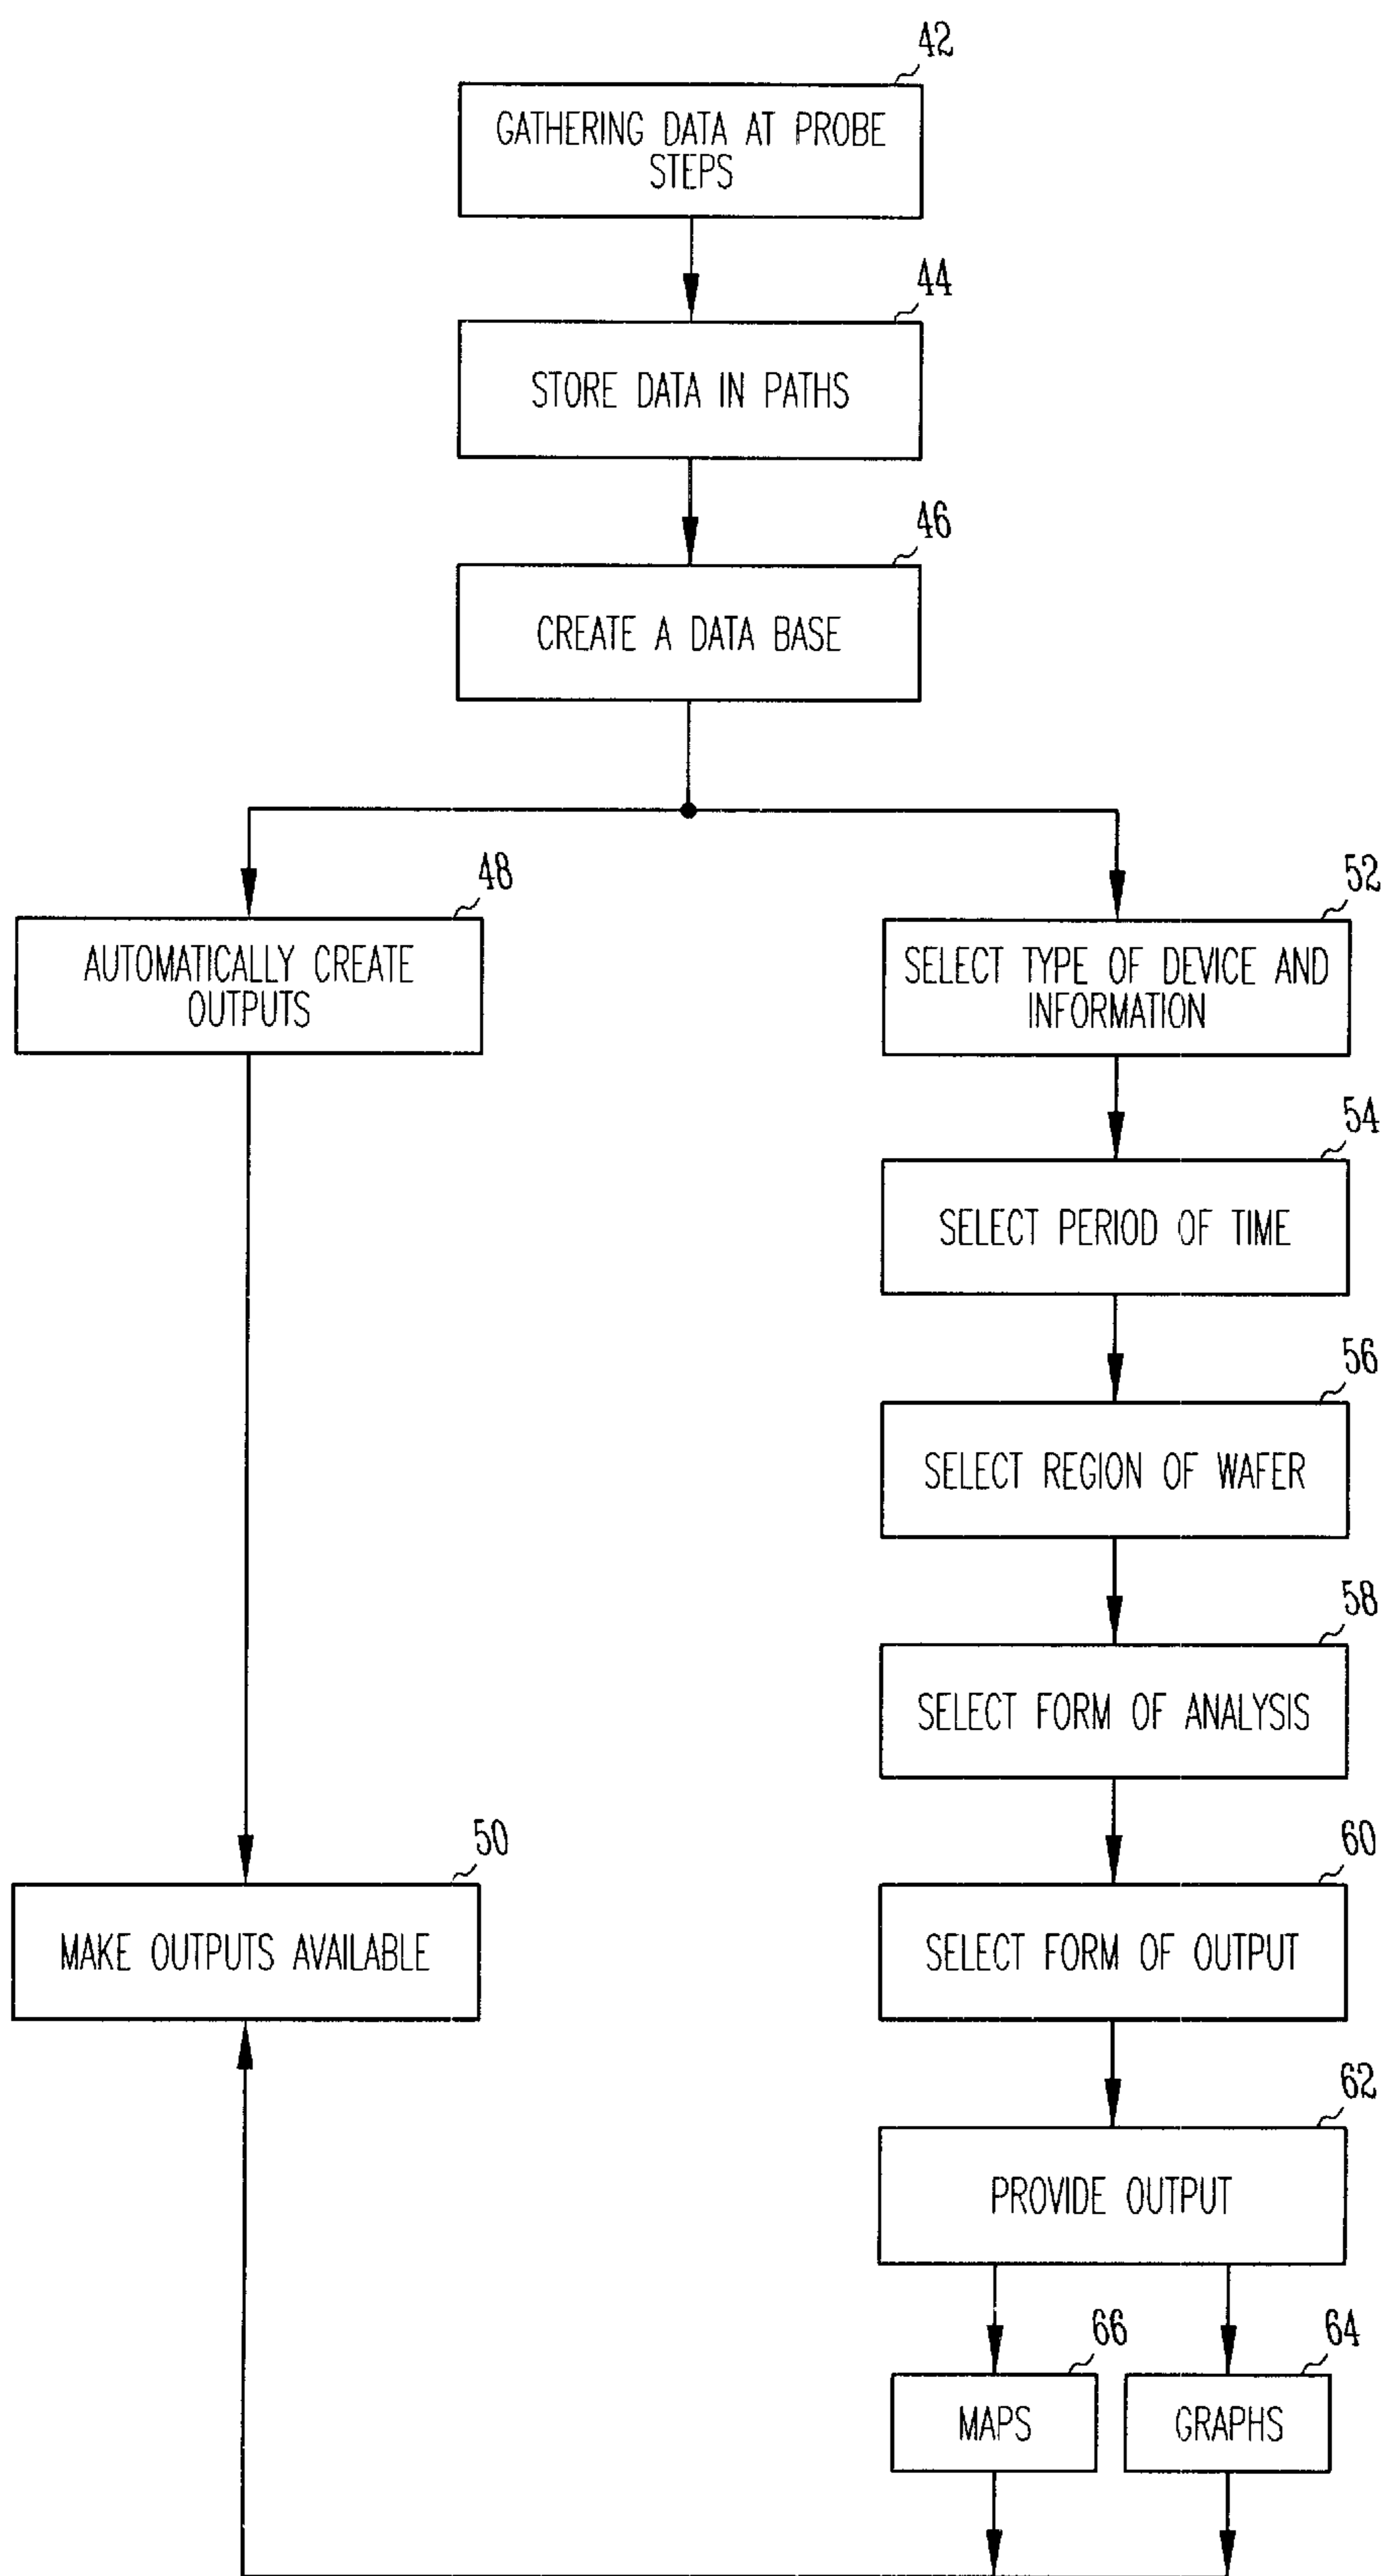 42
GATHERING DATA AT PROBE
STEPS
44
STORE DATA IN PATHS
46
CREATE A DATA BASE
48
AUTOMATICALLY CREATE
OUTPUTS
52
SELECT TYPE OF DEVICE AND
INFORMATION
54
SELECT PERIOD OF TIME
56
SELECT REGION OF WAFER
58
SELECT FORM OF ANALYSIS
50
MAKE OUTPUTS AVAILABLE
60
SELECT FORM OF OUTPUT
62
PROVIDE OUTPUT
66
MAPS
64
GRAPHS